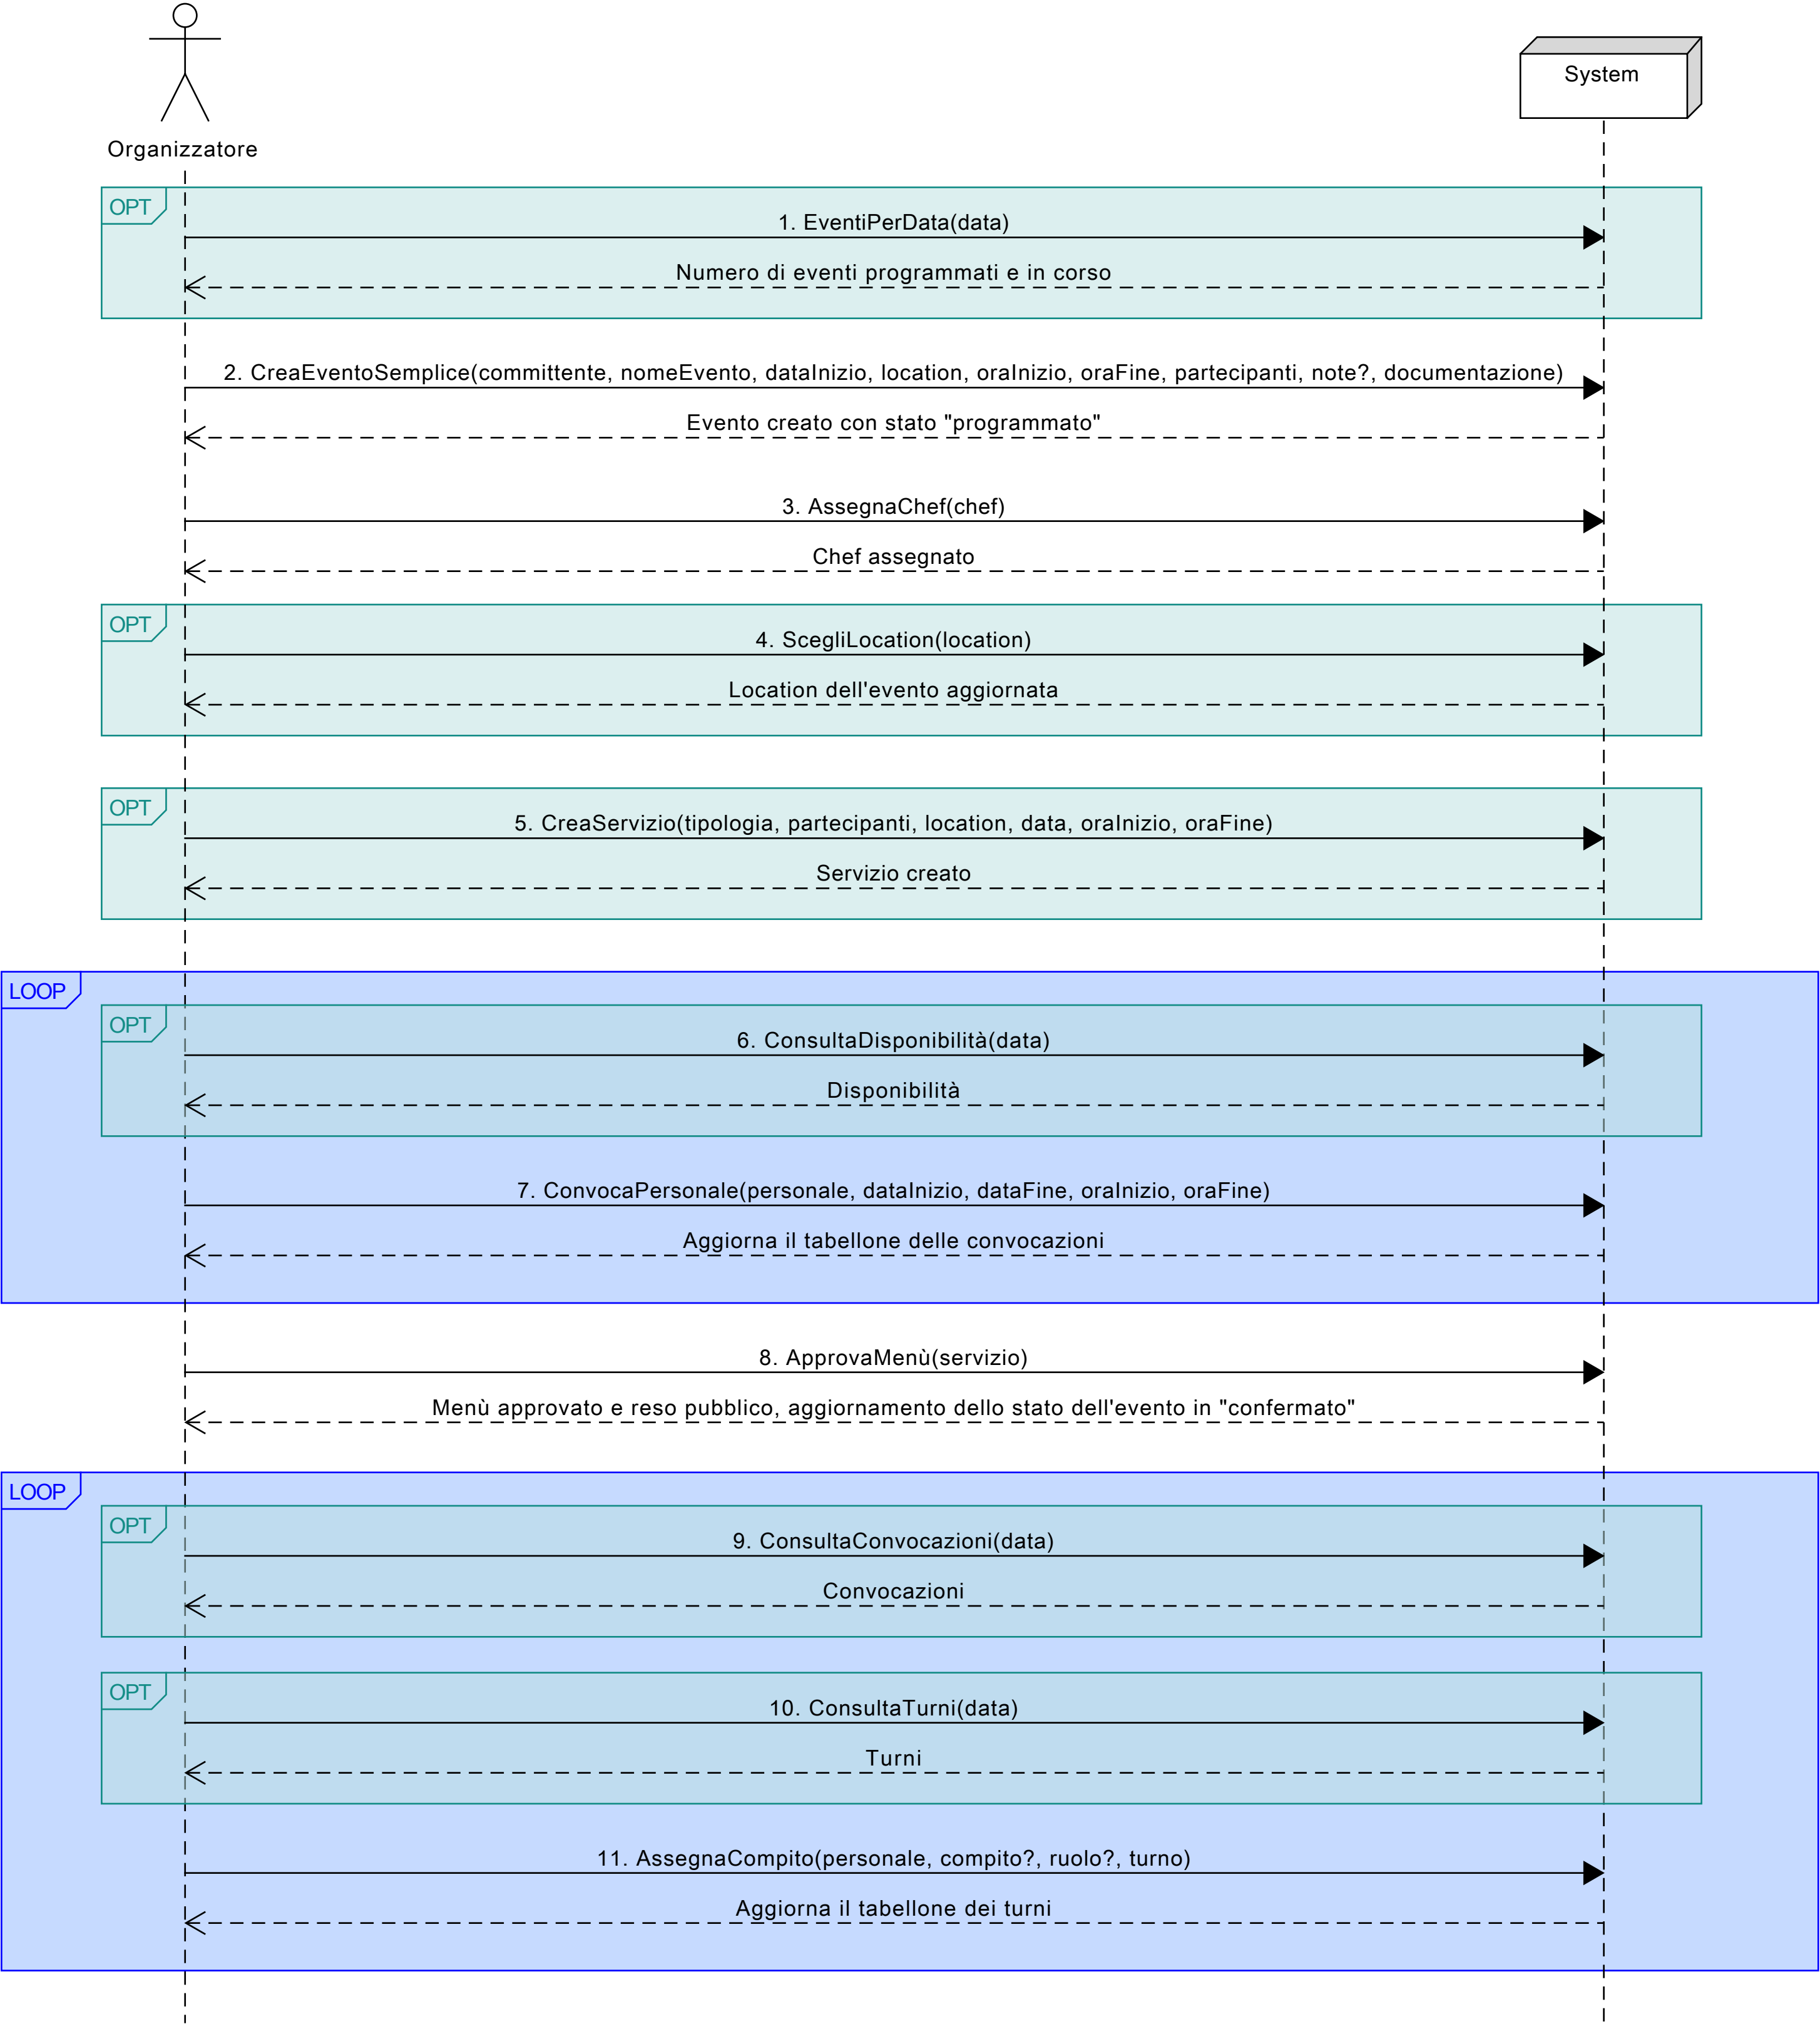 System
Organizzatore
OPT
1. EventiPerData(data)
Numero di eventi programmati e in corso
2. CreaEventoSemplice(committente, nomeEvento, dataInizio, location, oraInizio, oraFine, partecipanti, note?, documentazione)
Evento creato con stato "programmato"
3. AssegnaChef(chef)
Chef assegnato
OPT
4. ScegliLocation(location)
Location dell'evento aggiornata
OPT
5. CreaServizio(tipologia, partecipanti, location, data, oraInizio, oraFine)
Servizio creato
LOOP
OPT
6. ConsultaDisponibilità(data)
Disponibilità
7. ConvocaPersonale(personale, dataInizio, dataFine, oraInizio, oraFine)
Aggiorna il tabellone delle convocazioni
8. ApprovaMenù(servizio)
Menù approvato e reso pubblico, aggiornamento dello stato dell'evento in "confermato"
LOOP
OPT
9. ConsultaConvocazioni(data)
Convocazioni
OPT
10. ConsultaTurni(data)
Turni
11. AssegnaCompito(personale, compito?, ruolo?, turno)
Aggiorna il tabellone dei turni